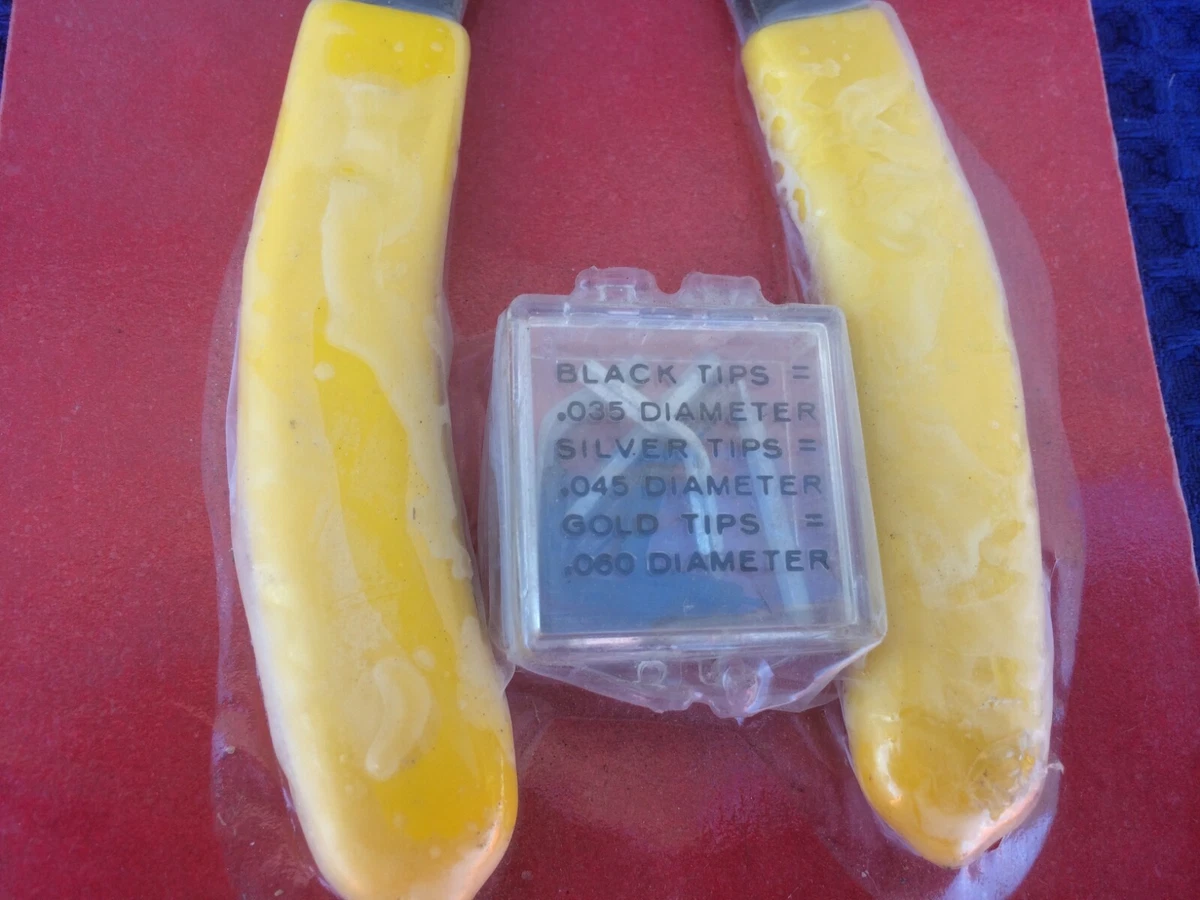 BLACK TIPS =
.035 DIAMETER
SILVER TIPS =
.045 DIAMETER
GOLD TIPS =
.060 DIAMETER